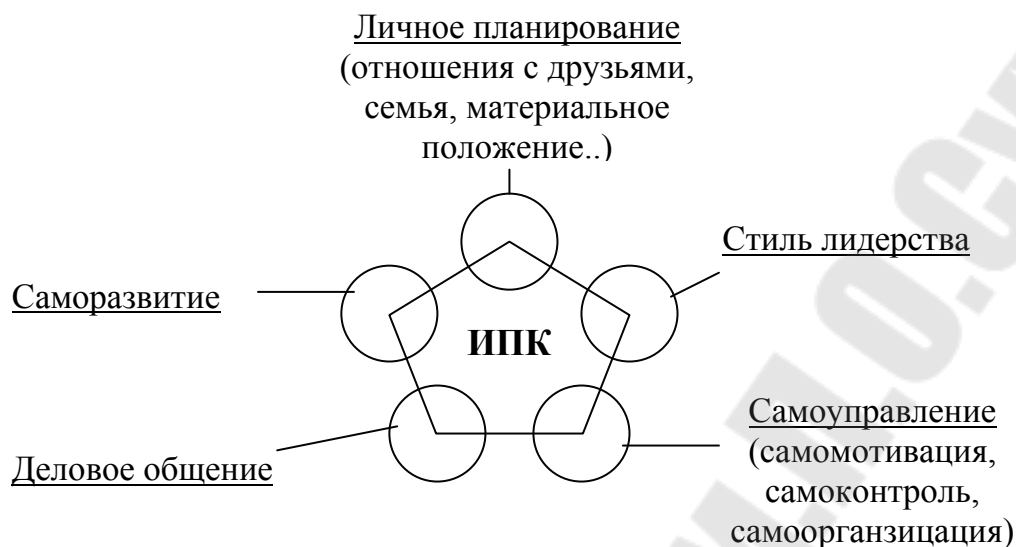 Личное планирование
(отношения с друзьями,
семья, материальное
положение..)
Стиль лидерства
Саморазвитие
ИПК
Самоуправление
(самомотивация,
самоконтроль,
самоорганзицация)
Деловое общение